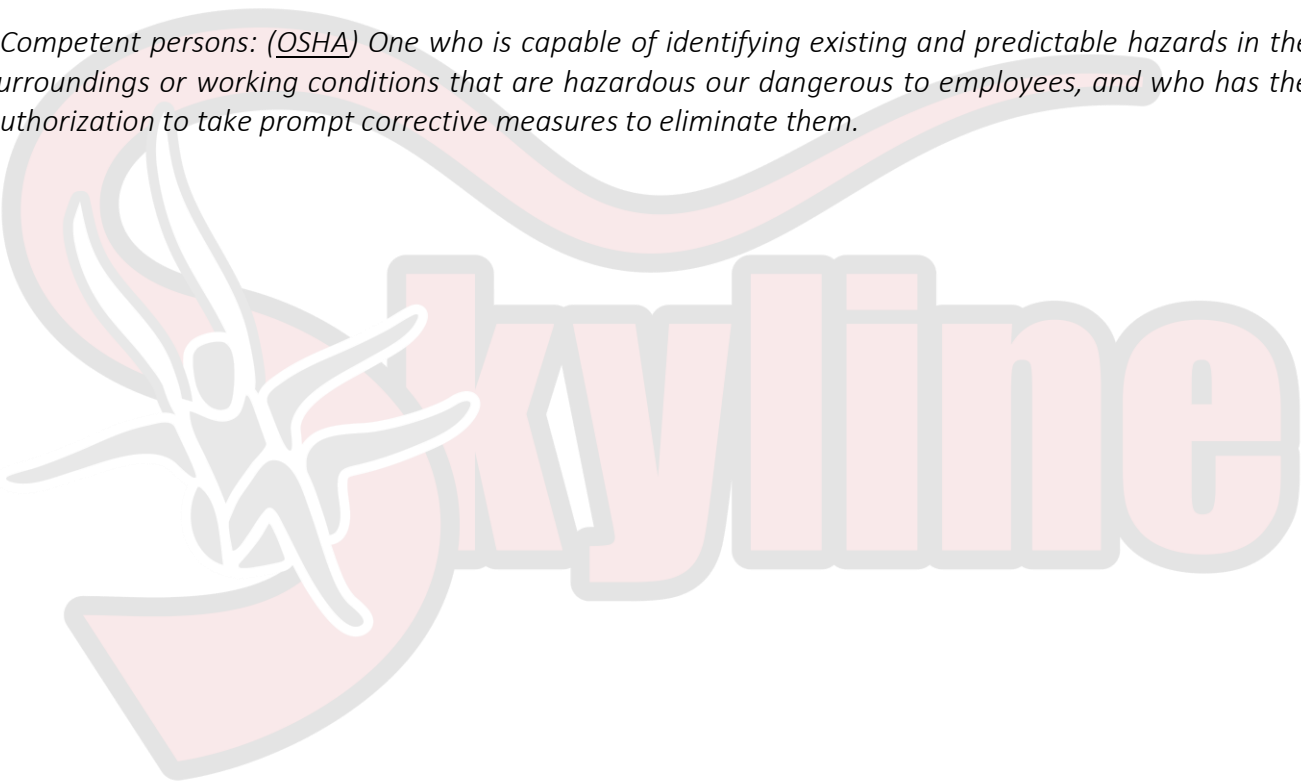 Competent persons: (OSHA) One who is capable of identifying existing and predictable hazards in the
urroundings or working conditions that are hazardous our dangerous to employees, and who has the
uthorization to take prompt corrective measures to eliminate them.
Skyline